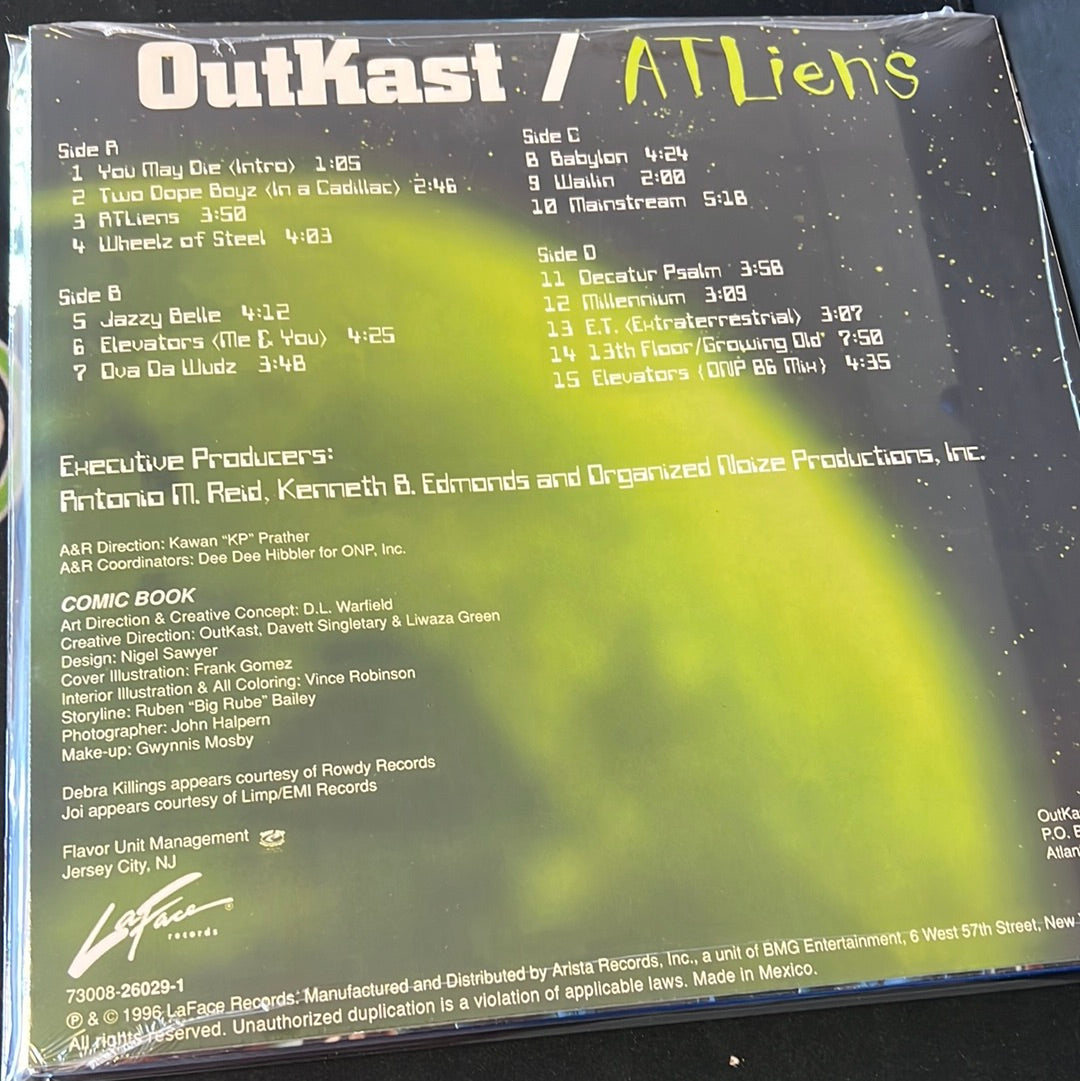 OutKast / ATLiens
Side A
1 You May Die (Intro) 1:05
2 Two Dope Boyz (In a Cadillac) 2:46
3 ATLiens 3:50
4 Wheelz of Steel 4:03
Side B
5 Jazzy Belle 4:12
6 Elevators (Me & You) 4:25
7 Ova Da Wudz 3:48
Side C
8 Babylon 4:24
9 Wailin 2:00
10 Mainstream 5:18
Side D
11 Decatur Psalm 3:58
12 Millennium 3:09
13 E.T. (Extraterrestrial) 3:07
14 13th Floor/Growing Old 7:50
15 Elevators (ONP 86 Mix) 4:35
Executive Producers:
Antonio M. Reid, Kenneth B. Edmonds and Organized Noize Productions, Inc.
A&R Direction: Kawan "KP" Prather
A&R Coordinators: Dee Dee Hibbler for ONP, Inc.
COMIC BOOK
Art Direction & Creative Concept: D.L. Warfield
Creative Direction: OutKast, Davett Singletary & Liwaza Green
Design: Nigel Sawyer
Cover Illustration: Frank Gomez
Interior Illustration & All Coloring: Vince Robinson
Storyline: Ruben "Big Rube" Bailey
Photographer: John Halpern
Make-up: Gwynnis Mosby
Debra Killings appears courtesy of Rowdy Records
Joi appears courtesy of Limp/EMI Records
Flavor Unit Management
Jersey City, NJ
OutKa
P.O.
Atlan
LaFace ®
records
73008-26029-1
℗ & © 1996 LaFace Records. Manufactured and Distributed by Arista Records, Inc., a unit of BMG Entertainment, 6 West 57th Street, New
All rights reserved. Unauthorized duplication is a violation of applicable laws. Made in Mexico.